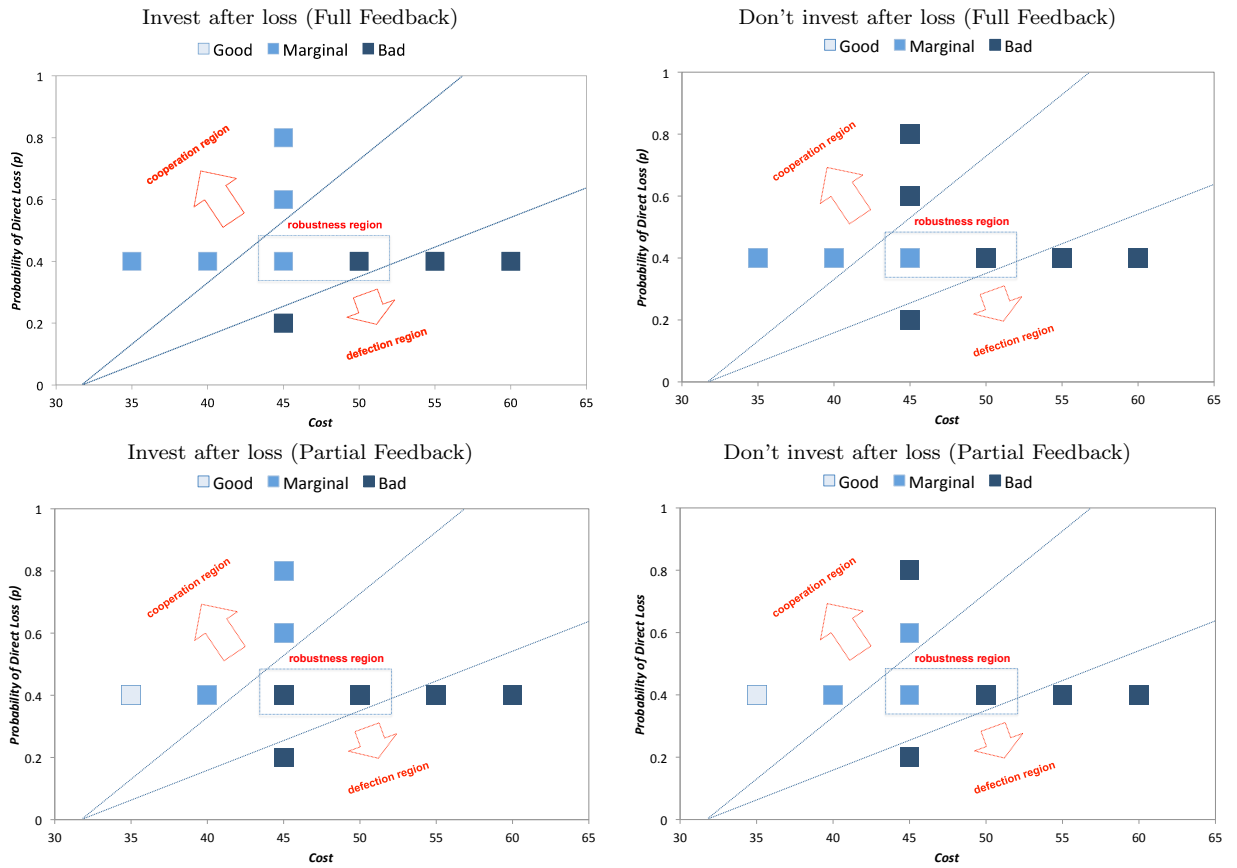 Invest after loss (Full Feedback)
Good Marginal Bad
1
0.8
0.6
0.4
0.2
0
Probability of Direct Loss (p)
cooperation region
robustness region
defection region
30 35 40 45 50 55 60 65
Cost
Don't invest after loss (Full Feedback)
Good Marginal Bad
1
0.8
0.6
0.4
0.2
0
Probability of Direct Loss (p)
cooperation region
robustness region
defection region
30 35 40 45 50 55 60 65
Cost
Invest after loss (Partial Feedback)
Good Marginal Bad
1
0.8
0.6
0.4
0.2
0
Probability of Direct Loss (p)
cooperation region
robustness region
defection region
30 35 40 45 50 55 60 65
Cost
Don't invest after loss (Partial Feedback)
Good Marginal Bad
1
0.8
0.6
0.4
0.2
0
Probability of Direct Loss
cooperation region
robustness region
defection region
30 35 40 45 50 55 60 65
Cost